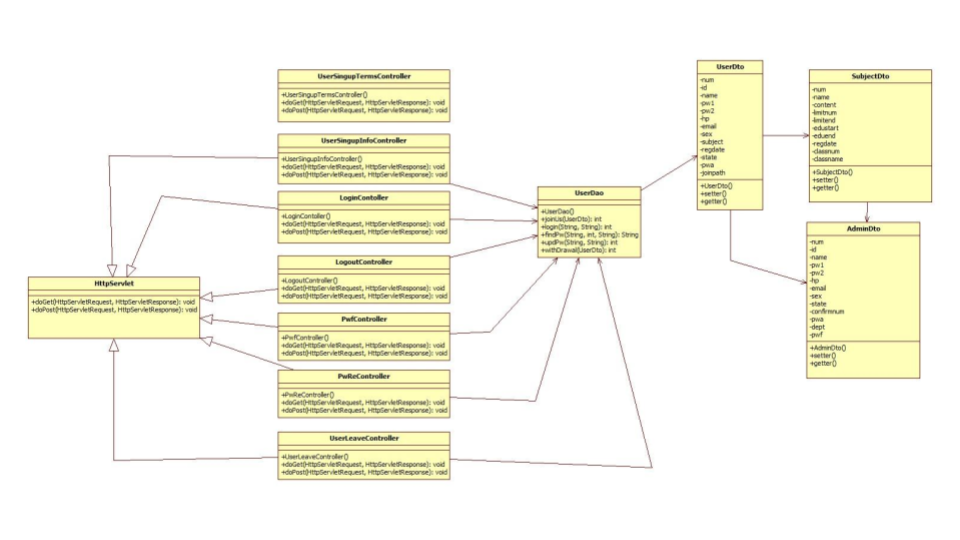 UserSingupTermsController
+UserSingupTermsController()
+doGet(HttpServletRequest, HttpServletResponse): void
+doPost(HttpServletRequest, HttpServletResponse): void
UserSingupInfoController
+UserSingupInfoController()
+doGet(HttpServletRequest, HttpServletResponse): void
+doPost(HttpServletRequest, HttpServletResponse): void
LoginContoller
+LoginContoller()
+doGet(HttpServletRequest, HttpServletResponse): void
+doPost(HttpServletRequest, HttpServletResponse): void
LogoutController
+LogoutController()
+doGet(HttpServletRequest, HttpServletResponse): void
+doPost(HttpServletRequest, HttpServletResponse): void
HttpServlet
+doGet(HttpServletRequest, HttpServletResponse): void
+doPost(HttpServletRequest, HttpServletResponse): void
PwfController
+PwfController()
+doGet(HttpServletRequest, HttpServletResponse): void
+doPost(HttpServletRequest, HttpServletResponse): void
PwReController
+PwReController()
+doGet(HttpServletRequest, HttpServletResponse): void
+doPost(HttpServletRequest, HttpServletResponse): void
UserLeaveController
+UserLeaveController()
+doGet(HttpServletRequest, HttpServletResponse): void
+doPost(HttpServletRequest, HttpServletResponse): void
UserDao
+UserDao()
+joinUs(UserDto): int
+login(String, String): int
+findPw(String, int, String): String
+updPw(String, String): int
+withDrawal(UserDto): int
UserDto
-num
-id
-name
-pw1
-pw2
-hp
-email
-sex
-subject
-regdate
-state
-pwa
-joinpath
+UserDto()
+setter()
+getter()
SubjectDto
-num
-name
-content
-limitnum
-limitend
-edustart
-eduend
-regdate
-classnum
-classname
+SubjectDto()
+setter()
+getter()
AdminDto
-num
-id
-name
-pw1
-pw2
-hp
-email
-sex
-state
-confirmnum
-pwa
-dept
-pwf
+AdminDto()
+setter()
+getter()